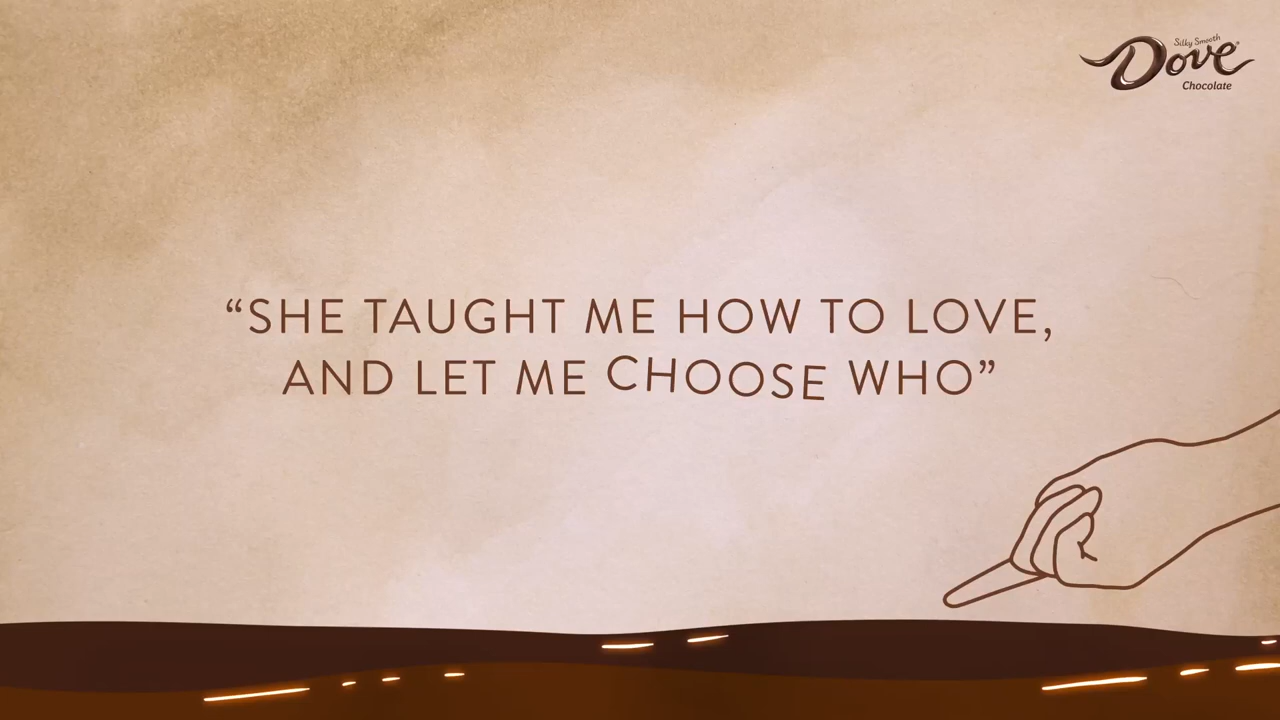 Silky Smooth
Dove®
Chocolate
“SHE TAUGHT ME HOW TO LOVE,
AND LET ME CHOOSE WHO”